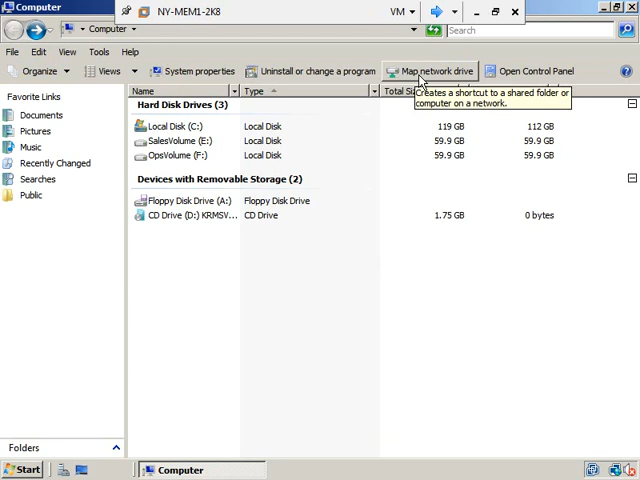 Computer
NY-MEM1-2K8
VM
Computer
Search
File
Edit
View
Tools
Help
Organize
Views
System properties
Uninstall or change a program
Map network drive
Open Control Panel
Creates a shortcut to a shared folder or
computer on a network.
Favorite Links
Documents
Pictures
Music
Recently Changed
Searches
Public
Name
Type
Hard Disk Drives (3)
Local Disk (C:) Local Disk 119 GB 112 GB
SalesVolume (E:) Local Disk 59.9 GB 59.9 GB
OpsVolume (F:) Local Disk 59.9 GB 59.9 GB
Devices with Removable Storage (2)
Floppy Disk Drive (A:) Floppy Disk Drive
CD Drive (D:) KRMSV... CD Drive 1.75 GB 0 bytes
Folders
Start
Computer